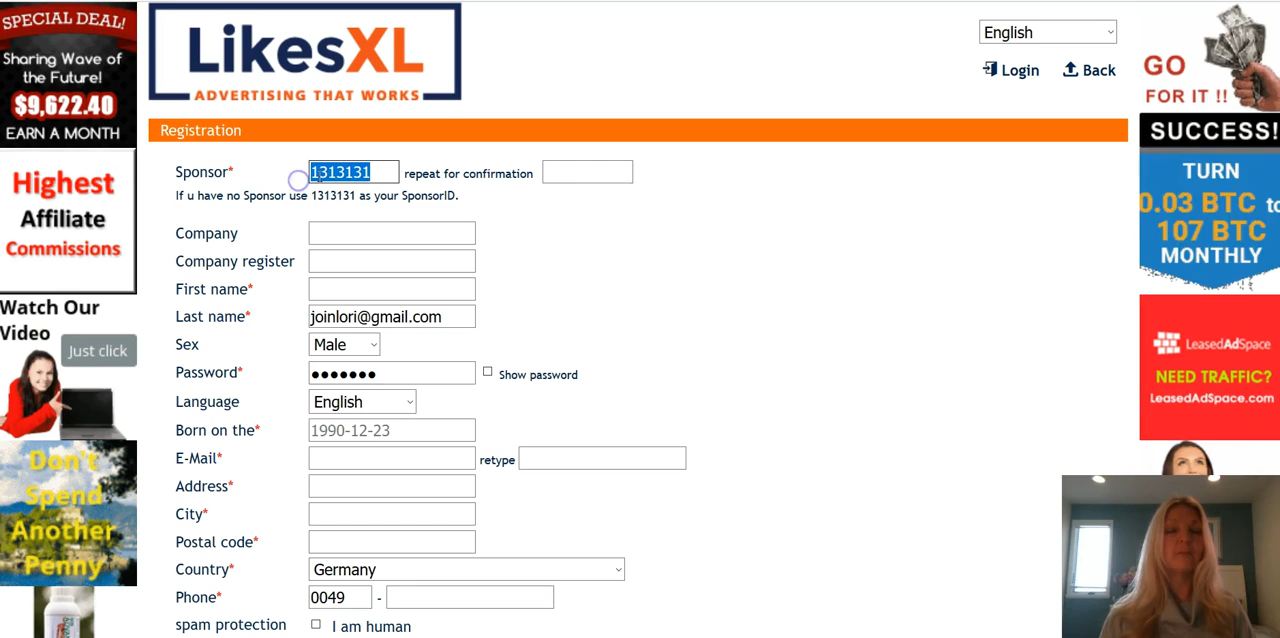 SPECIAL DEAL!
Sharing Wave of
the Future!
$9,622.40
EARN A MONTH
Highest
Affiliate
Commissions
Watch Our
Video
Just click
Don't
Spend
Another
Penny
LikesXL
ADVERTISING THAT WORKS
English
Login
Back
Registration
Sponsor* 1313131 repeat for confirmation
If u have no Sponsor use 1313131 as your SponsorID.
Company
Company register
First name*
Last name* joinlori@gmail.com
Sex Male
Password* ●●●●●●● Show password
Language English
Born on the* 1990-12-23
E-Mail* retype
Address*
City*
Postal code*
Country* Germany
Phone* 0049 -
spam protection I am human
GO
FOR IT !!
SUCCESS!
TURN
0.03 BTC to
107 BTC
MONTHLY
LeasedAdSpace
NEED TRAFFIC?
LeasedAdSpace.com